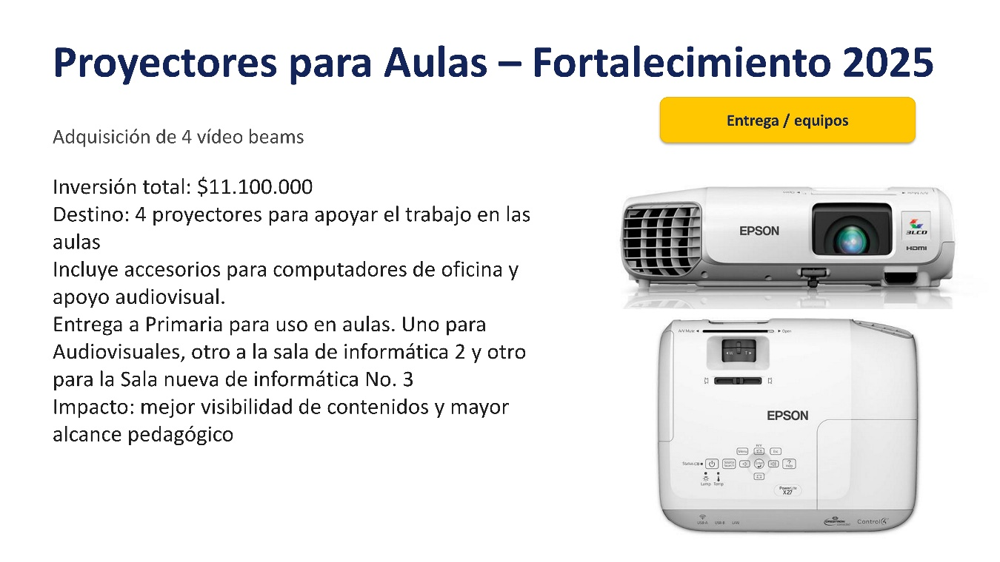 Proyectores para Aulas – Fortalecimiento 2025
Entrega / equipos
Adquisición de 4 vídeo beams
Inversión total: $11.100.000
Destino: 4 proyectores para apoyar el trabajo en las
aulas
Incluye accesorios para computadores de oficina y
apoyo audiovisual.
Entrega a Primaria para uso en aulas. Uno para
Audiovisuales, otro a la sala de informática 2 y otro
para la Sala nueva de informática No. 3
Impacto: mejor visibilidad de contenidos y mayor
alcance pedagógico
Open
A/V Mute
EPSON
3LCD
HDMI
A/V Mute ◄ ► Open
◄W T►
EPSON
Menu Esc
Status
Source Search
Enter
Help
Lamp Temp
PowerLite
X27
USB-A USB-B LAN
CRESTRON
Control4